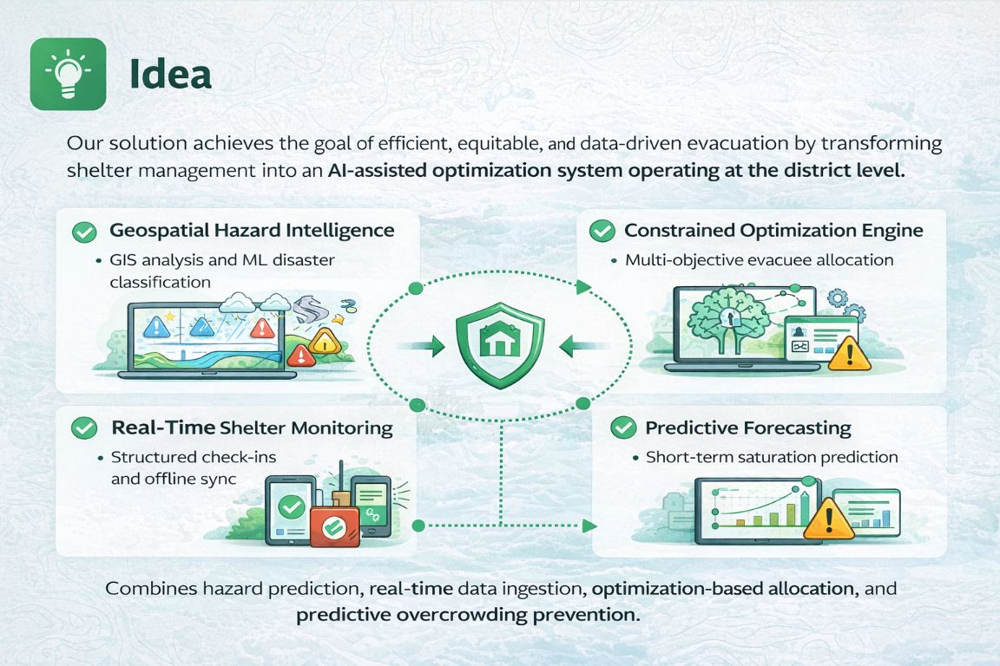 Idea
Our solution achieves the goal of efficient, equitable, and data-driven evacuation by transforming
shelter management into an AI-assisted optimization system operating at the district level.
Geospatial Hazard Intelligence
• GIS analysis and ML disaster
classification
Constrained Optimization Engine
• Multi-objective evacuee allocation
Real-Time Shelter Monitoring
• Structured check-ins
and offline sync
Predictive Forecasting
• Short-term saturation prediction
Combines hazard prediction, real-time data ingestion, optimization-based allocation, and
predictive overcrowding prevention.